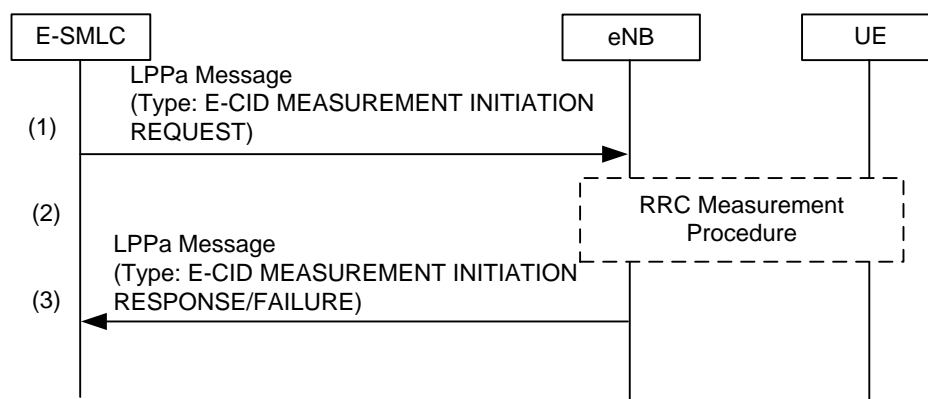 E-SMLC
eNB
UE
LPPa Message
(Type: E-CID MEASUREMENT INITIATION
REQUEST)
(1)
RRC Measurement
Procedure
(2)
LPPa Message
(Type: E-CID MEASUREMENT INITIATION
RESPONSE/FAILURE)
(3)